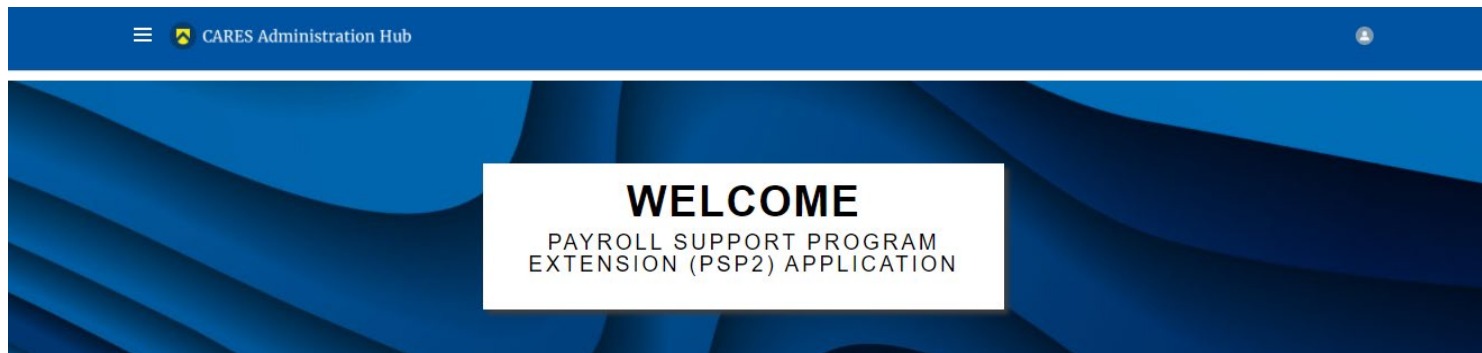 CARES Administration Hub
WELCOME
PAYROLL SUPPORT PROGRAM
EXTENSION (PSP2) APPLICATION